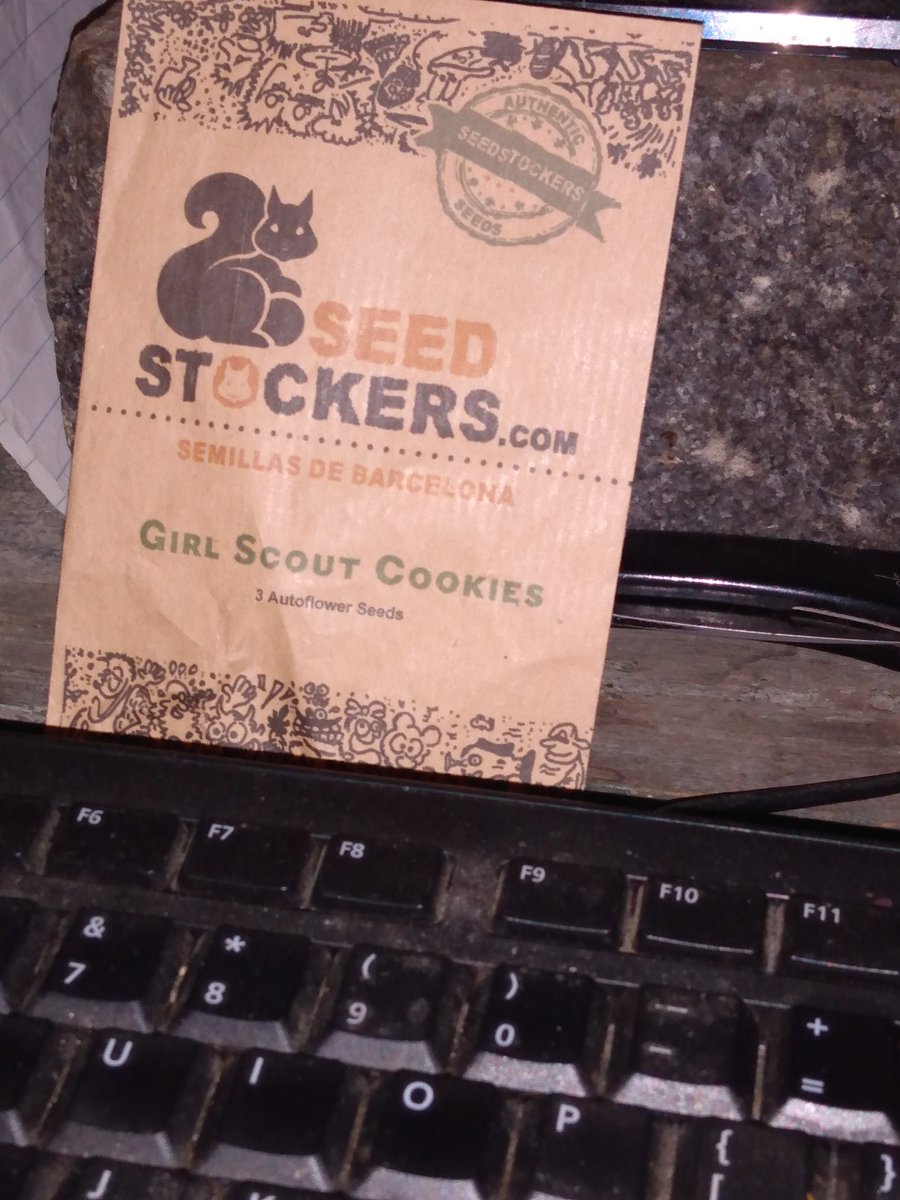 AUTHENTIC
SEEDSTOCKERS
SEEDS
SEED
STOCKERS.COM
SEMILLAS DE BARCELONA
GIRL SCOUT COOKIES
3 Autoflower Seeds
F6 F7 F8 F9 F10 F11
& * ( ) — +
7 8 9 0 - =
U I O P { }
[
J K